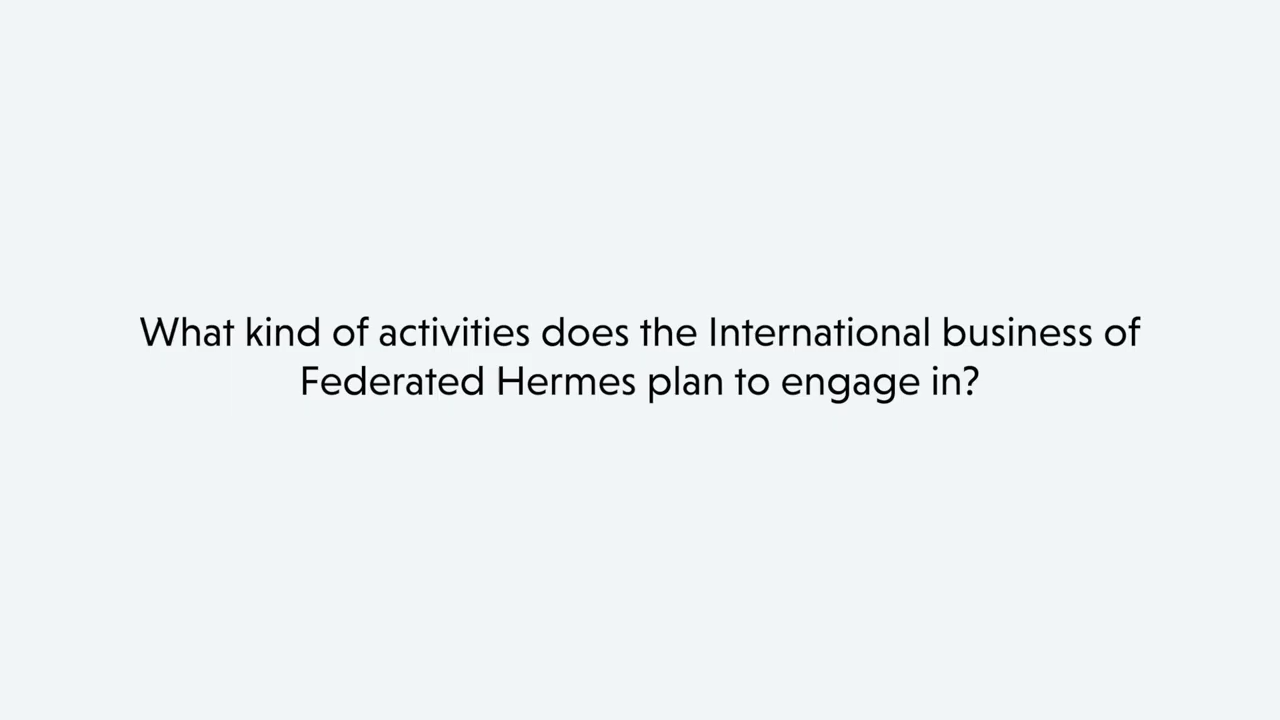 What kind of activities does the International business of
Federated Hermes plan to engage in?